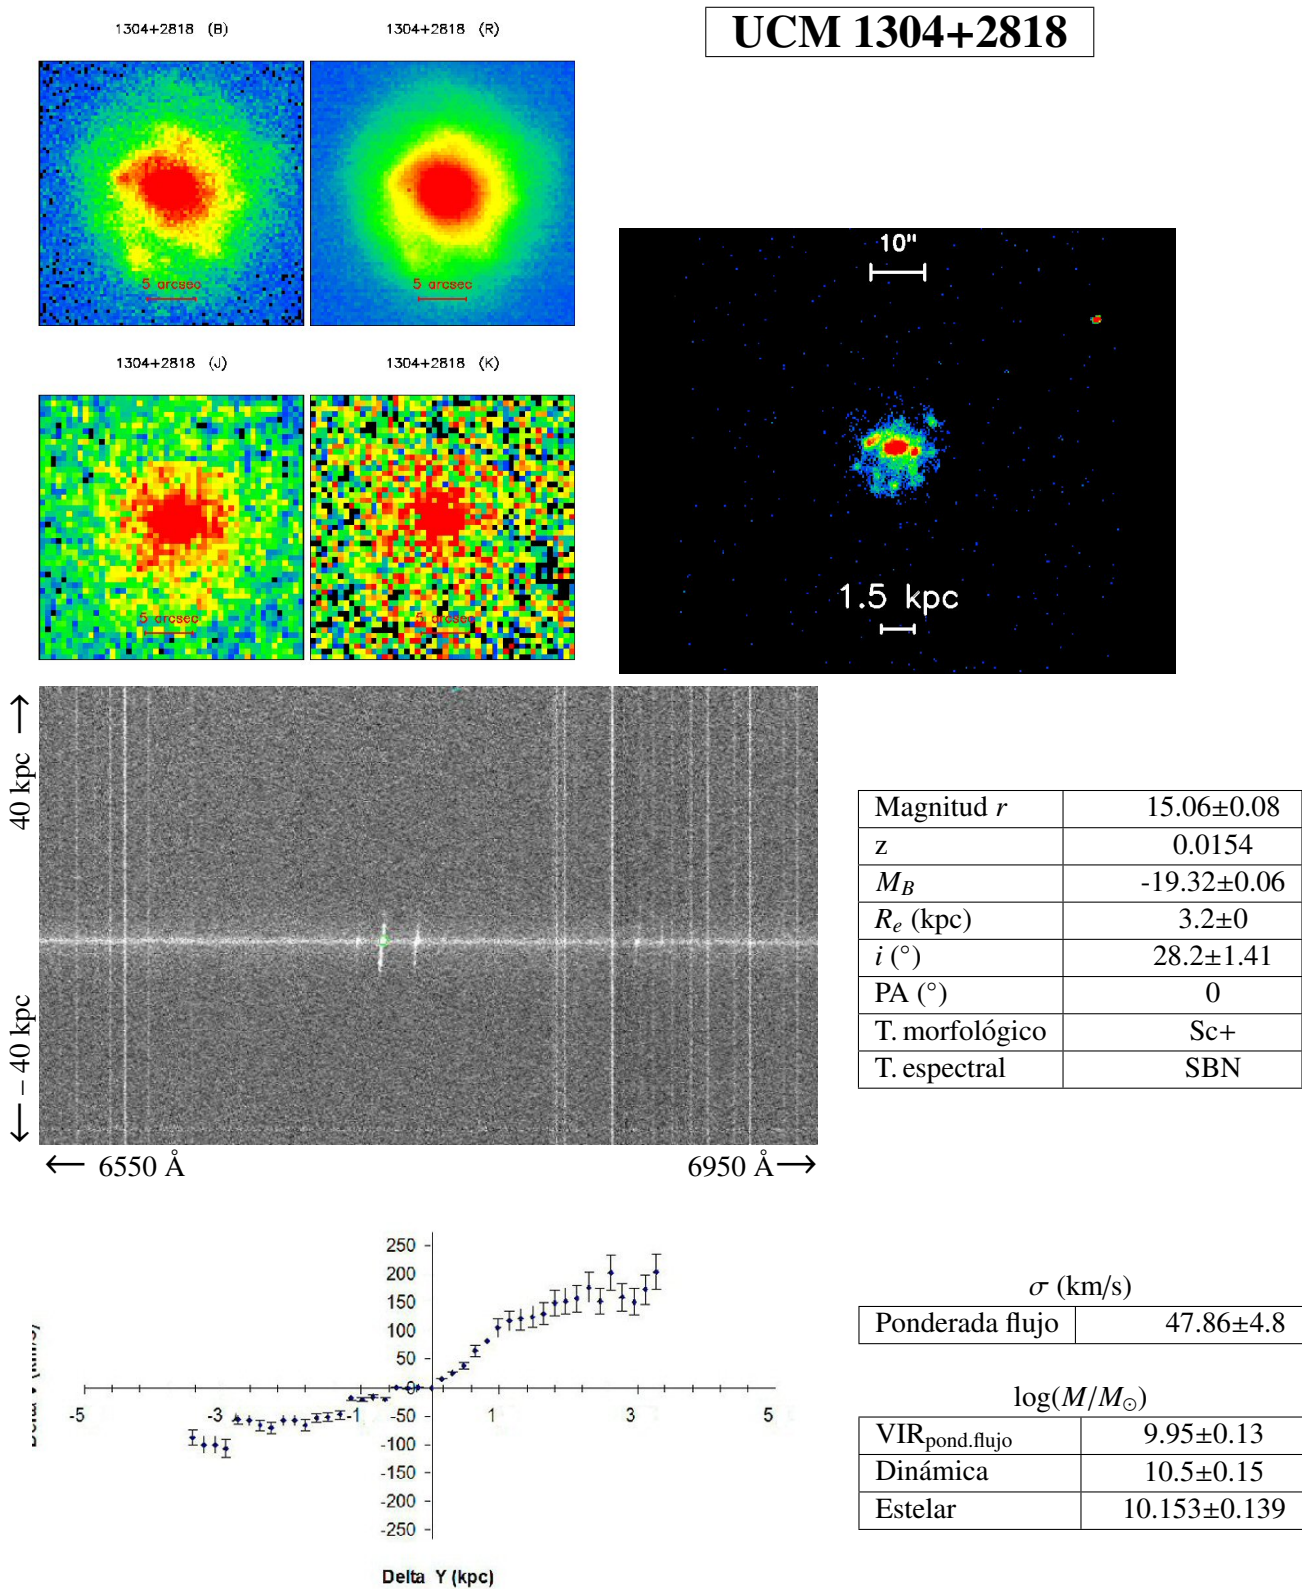 UCM 1304+2818
1304+2818 (B)
1304+2818 (R)
5 arcsec
5 arcsec
1304+2818 (J)
1304+2818 (K)
5 arcsec
5 arcsec
10"
1.5 kpc
← − 40 kpc
40 kpc →
← 6550 Å
6950 Å →
Magnitud r 15.06±0.08
z 0.0154
M_B -19.32±0.06
R_e (kpc) 3.2±0
i (°) 28.2±1.41
PA (°) 0
T. morfológico Sc+
T. espectral SBN
250
200
150
100
50
0
-50
-100
-150
-200
-250
-5
-3
-1
1
3
5
Delta Y (kpc)
σ (km/s)
Ponderada flujo 47.86±4.8
log(M/M⊙)
VIR pond.flujo 9.95±0.13
Dinámica 10.5±0.15
Estelar 10.153±0.139